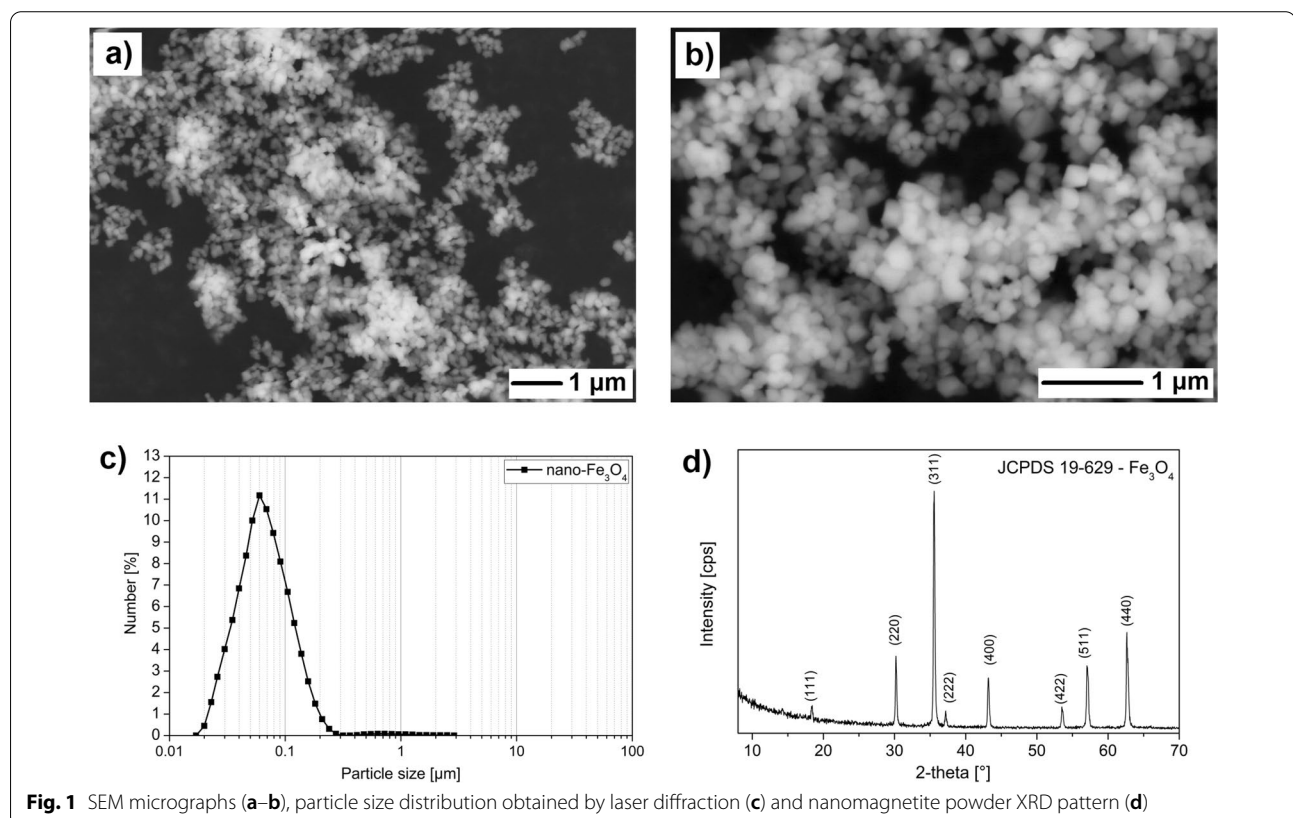 a)
1 µm
b)
1 µm
c)
nano-Fe₃O₄
13
12
11
10
9
8
7
6
5
4
3
2
1
0
Number [%]
0.01 0.1 1 10 100
Particle size [µm]
d)
JCPDS 19-629 - Fe₃O₄
Intensity [cps]
(111)
(220)
(311)
(222)
(400)
(422)
(511)
(440)
10 20 30 40 50 60 70
2-theta [°]
Fig. 1 SEM micrographs (a–b), particle size distribution obtained by laser diffraction (c) and nanomagnetite powder XRD pattern (d)